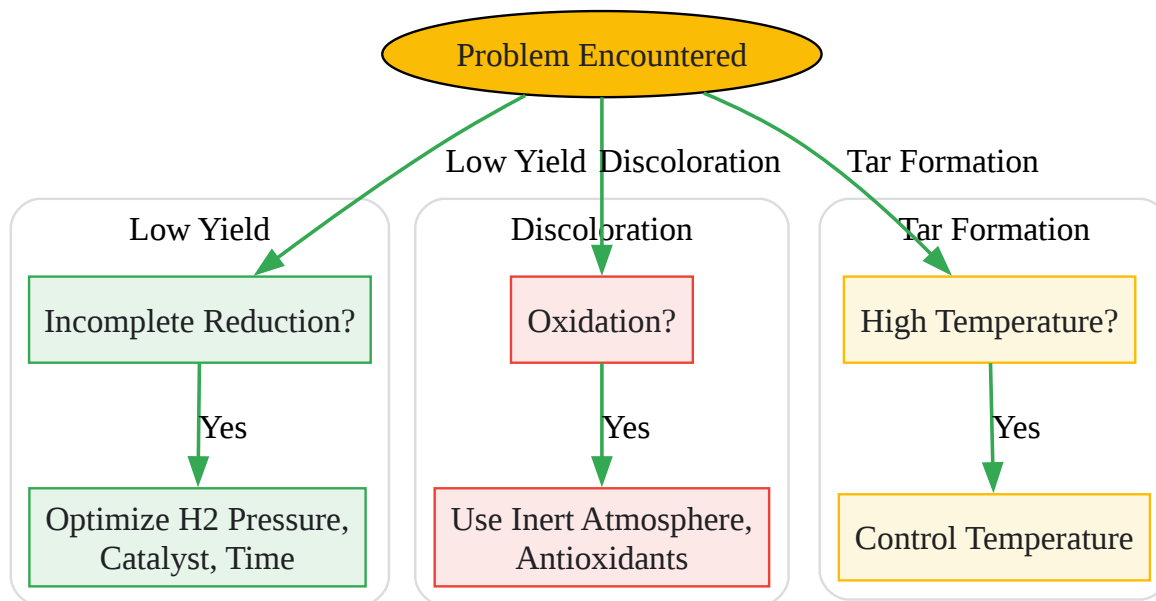 Problem Encountered
Low Yield
Discoloration
Tar Formation
Low Yield
Discoloration
Tar Formation
Incomplete Reduction?
Oxidation?
High Temperature?
Yes
Yes
Yes
Optimize H2 Pressure,
Catalyst, Time
Use Inert Atmosphere,
Antioxidants
Control Temperature